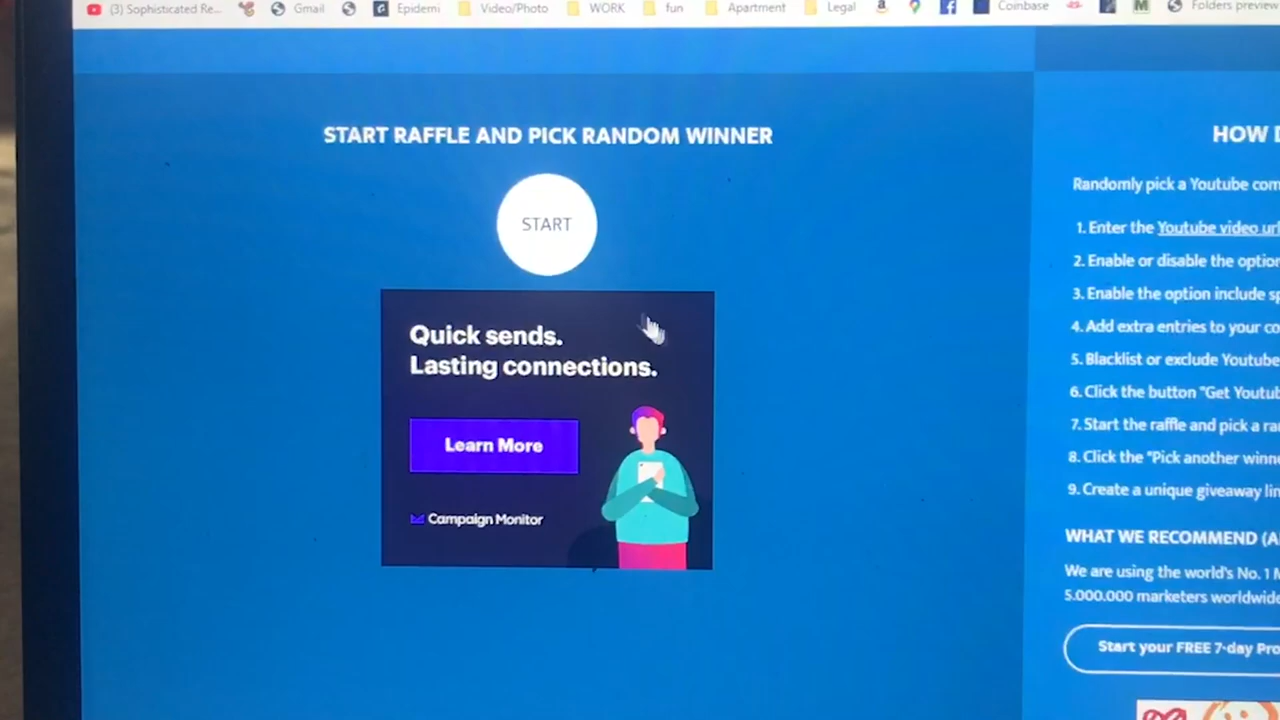 (3) Sophisticated Re...
Gmail
Epidemi
Video/Photo
WORK
fun
Apartment
Legal
Coinbase
Folders preview
START RAFFLE AND PICK RANDOM WINNER
START
Quick sends.
Lasting connections.
Learn More
Campaign Monitor
HOW
Randomly pick a Youtube com
1. Enter the Youtube video url
2. Enable or disable the option
3. Enable the option include sp
4. Add extra entries to your co
5. Blacklist or exclude Youtube
6. Click the button "Get Youtub
7. Start the raffle and pick a ra
8. Click the "Pick another winne
9. Create a unique giveaway lin
WHAT WE RECOMMEND (A
We are using the world's No. 1 M
5.000.000 marketers worldwide
Start your FREE 7-day Pro